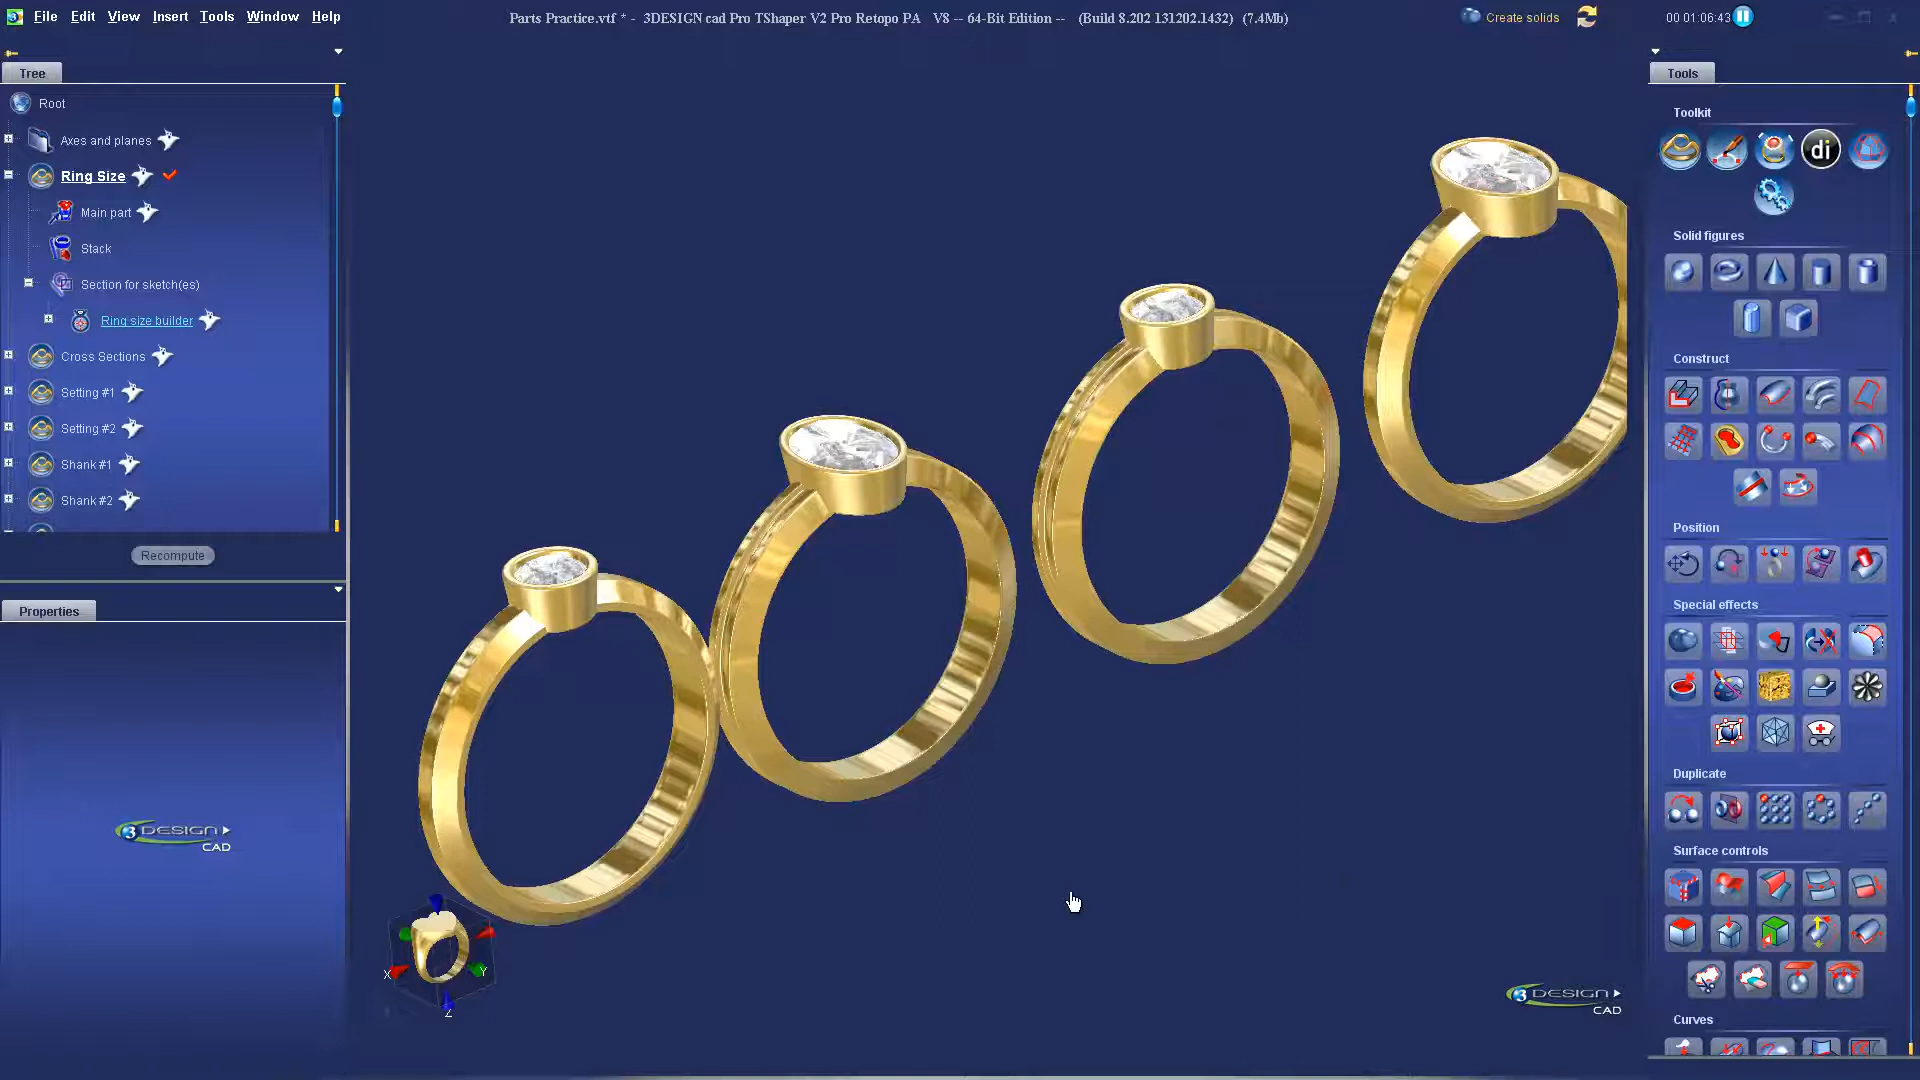 File Edit View Insert Tools Window Help
Parts Practice.vtf * - 3DESIGN cad Pro TShaper V2 Pro Retopo PA V8 -- 64-Bit Edition -- (Build 8.202 131202.1432) (7.4Mb)
Create solids
00 01:06:43
Tree
Root
Axes and planes
Ring Size
Main part
Stack
Section for sketch(es)
Ring size builder
Cross Sections
Setting #1
Setting #2
Shank #1
Shank #2
Recompute
Properties
3DESIGN
CAD
X
Y
Z
3DESIGN
CAD
Tools
Toolkit
di
Solid figures
Construct
Position
Special effects
Duplicate
Surface controls
Curves